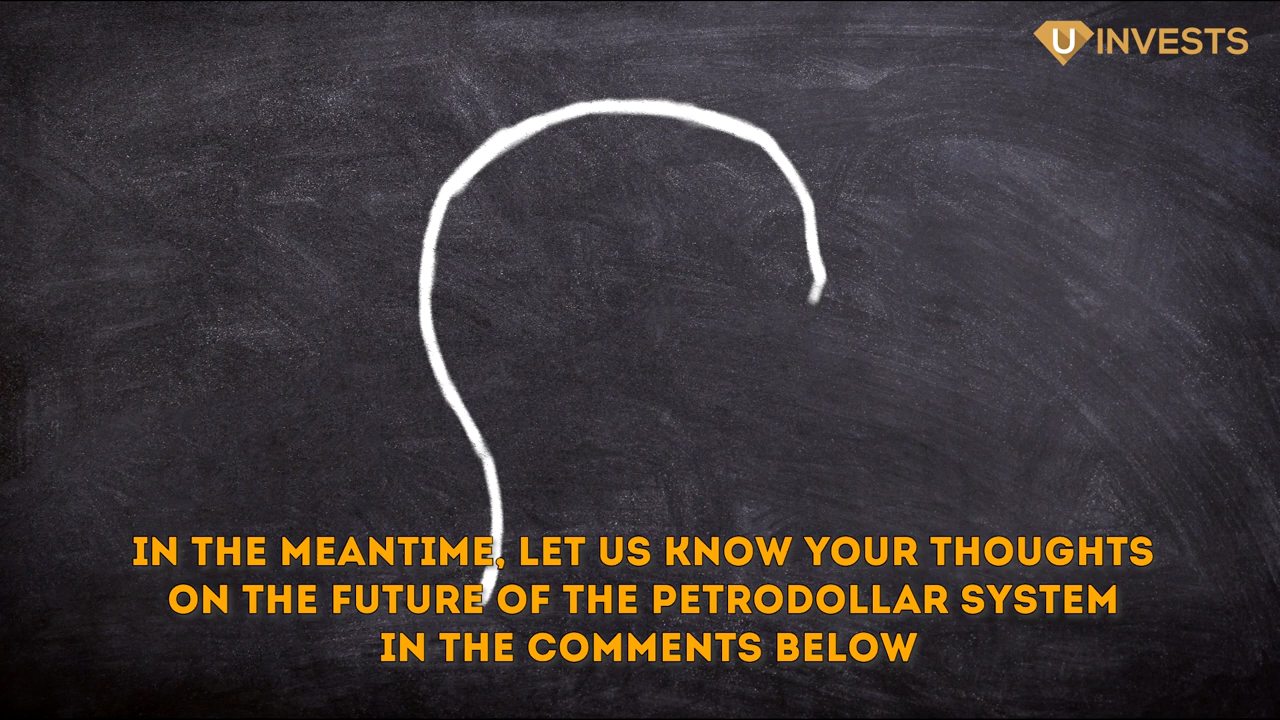 U INVESTS
IN THE MEANTIME, LET US KNOW YOUR THOUGHTS
ON THE FUTURE OF THE PETRODOLLAR SYSTEM
IN THE COMMENTS BELOW